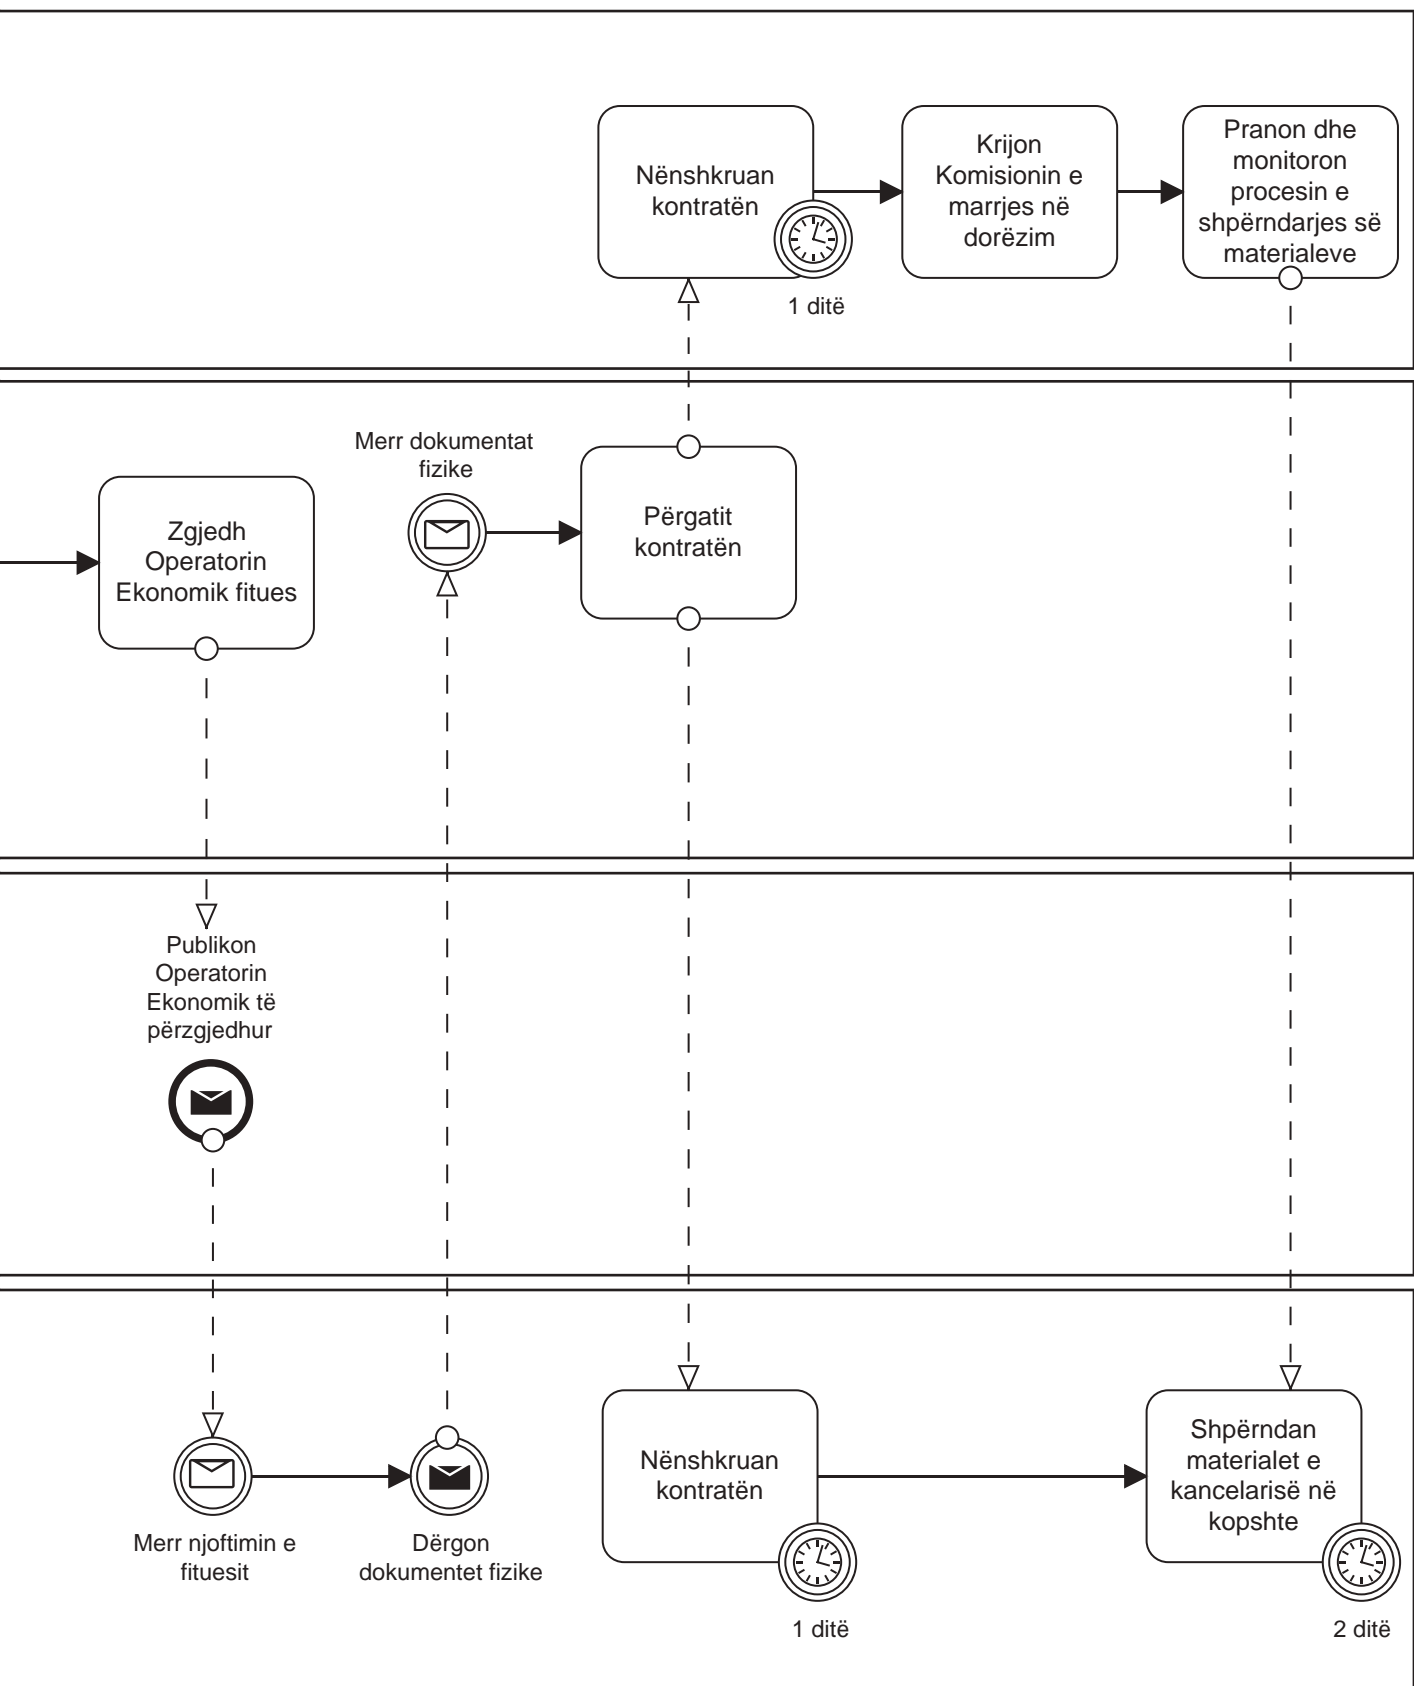 Nënshkruan
kontratën
1 ditë
Krijon
Komisionin e
marrjes në
dorëzim
Pranon dhe
monitoron
procesin e
shpërndarjes së
materialeve
Zgjedh
Operatorin
Ekonomik fitues
Merr dokumentat
fizike
Përgatit
kontratën
Publikon
Operatorin
Ekonomik të
përzgjedhur
Merr njoftimin e
fituesit
Dërgon
dokumentet fizike
Nënshkruan
kontratën
1 ditë
Shpërndan
materialet e
kancelarisë në
kopshte
2 ditë